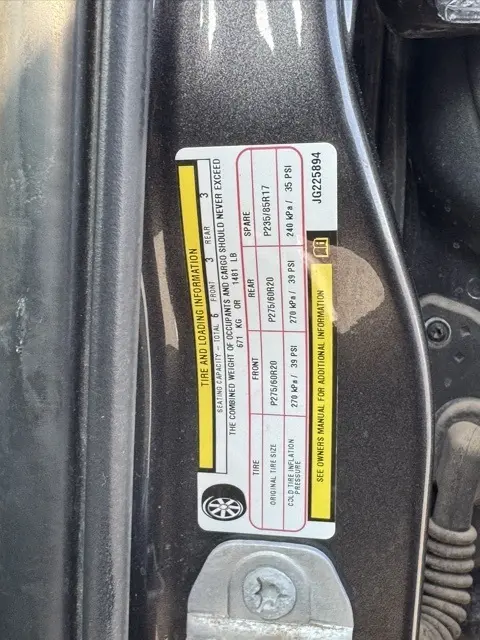 TIRE AND LOADING INFORMATION
SEATING CAPACITY - TOTAL 6 FRONT 3 REAR 3
THE COMBINED WEIGHT OF OCCUPANTS AND CARGO SHOULD NEVER EXCEED
671 KG OR 1481 LB
TIRE FRONT REAR SPARE
ORIGINAL TIRE SIZE P275/60R20 P275/60R20 P235/85R17
COLD TIRE INFLATION PRESSURE 270 kPa / 39 PSI 270 kPa / 39 PSI 240 kPa / 35 PSI
SEE OWNERS MANUAL FOR ADDITIONAL INFORMATION
JG225894